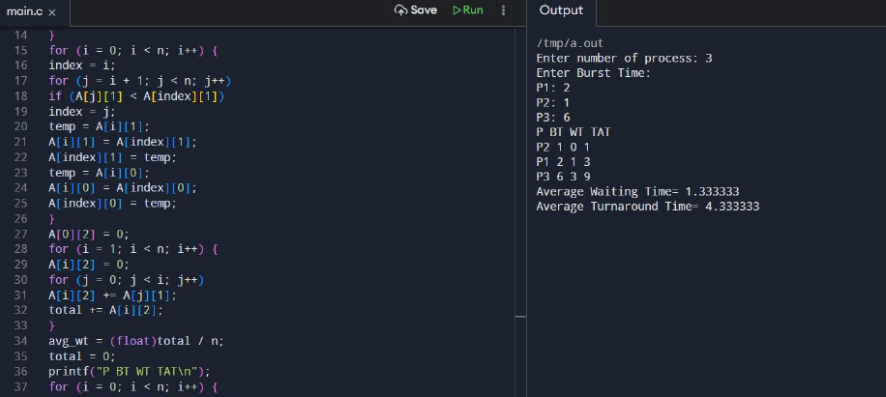 main.c ×
Save
Run
Output
14 }
15 for (i = 0; i < n; i++) {
16 index = i;
17 for (j = i + 1; j < n; j++)
18 if (A[j][1] < A[index][1])
19 index = j;
20 temp = A[i][1];
21 A[i][1] = A[index][1];
22 A[index][1] = temp;
23 temp = A[i][0];
24 A[i][0] = A[index][0];
25 A[index][0] = temp;
26 }
27 A[0][2] = 0;
28 for (i = 1; i < n; i++) {
29 A[i][2] = 0;
30 for (j = 0; j < i; j++)
31 A[i][2] += A[j][1];
32 total += A[i][2];
33 }
34 avg_wt = (float)total / n;
35 total = 0;
36 printf("P BT WT TAT\n");
37 for (i = 0; i < n; i++) {
/tmp/a.out
Enter number of process: 3
Enter Burst Time:
P1: 2
P2: 1
P3: 6
P BT WT TAT
P2 1 0 1
P1 2 1 3
P3 6 3 9
Average Waiting Time= 1.333333
Average Turnaround Time= 4.333333